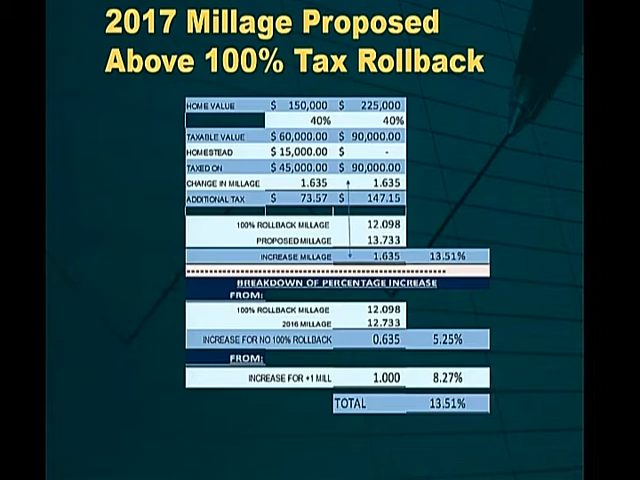 2017 Millage Proposed
Above 100% Tax Rollback
HOME VALUE $ 150,000 $ 225,000
40% 40%
TAXABLE VALUE $ 60,000.00 $ 90,000.00
HOMESTEAD $ 15,000.00 $ -
TAXED ON $ 45,000.00 $ 90,000.00
CHANGE IN MILLAGE 1.635 1.635
ADDITIONAL TAX $ 73.57 $ 147.15
100% ROLLBACK MILLAGE 12.098
PROPOSED MILLAGE 13.733
INCREASE MILLAGE 1.635 13.51%
BREAKDOWN OF PERCENTAGE INCREASE
FROM:
100% ROLLBACK MILLAGE 12.098
2016 MILLAGE 12.733
INCREASE FOR NO 100% ROLLBACK 0.635 5.25%
FROM:
INCREASE FOR +1 MILL 1.000 8.27%
TOTAL 13.51%